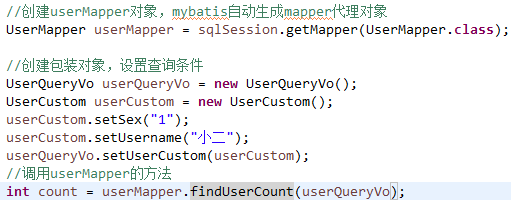 //创建userMapper对象，mybatis自动生成mapper代理对象
UserMapper userMapper = sqlSession.getMapper(UserMapper.class);
//创建包装对象，设置查询条件
UserQueryVo userQueryVo = new UserQueryVo();
UserCustom userCustom = new UserCustom();
userCustom.setSex("1");
userCustom.setUsername("小二");
userQueryVo.setUserCustom(userCustom);
//调用userMapper的方法
int count = userMapper.findUserCount(userQueryVo);